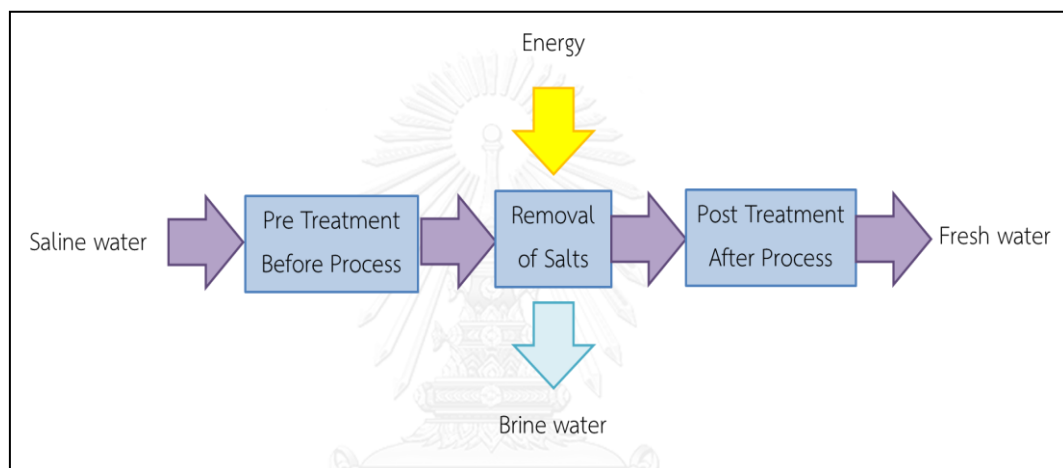 Energy
Saline water
Pre Treatment
Before Process
Removal
of Salts
Post Treatment
After Process
Fresh water
Brine water